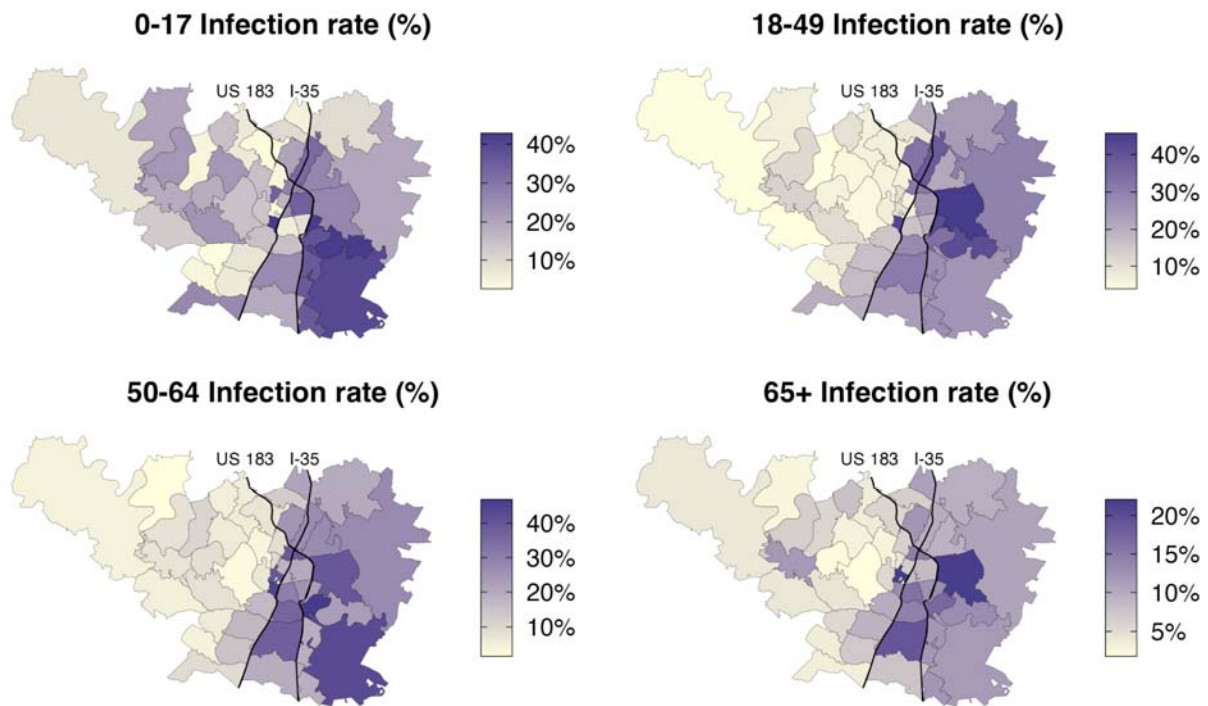 0-17 Infection rate (%)
US 183 I-35
40%
30%
20%
10%
18-49 Infection rate (%)
US 183 I-35
40%
30%
20%
10%
50-64 Infection rate (%)
US 183 I-35
40%
30%
20%
10%
65+ Infection rate (%)
US 183 I-35
20%
15%
10%
5%